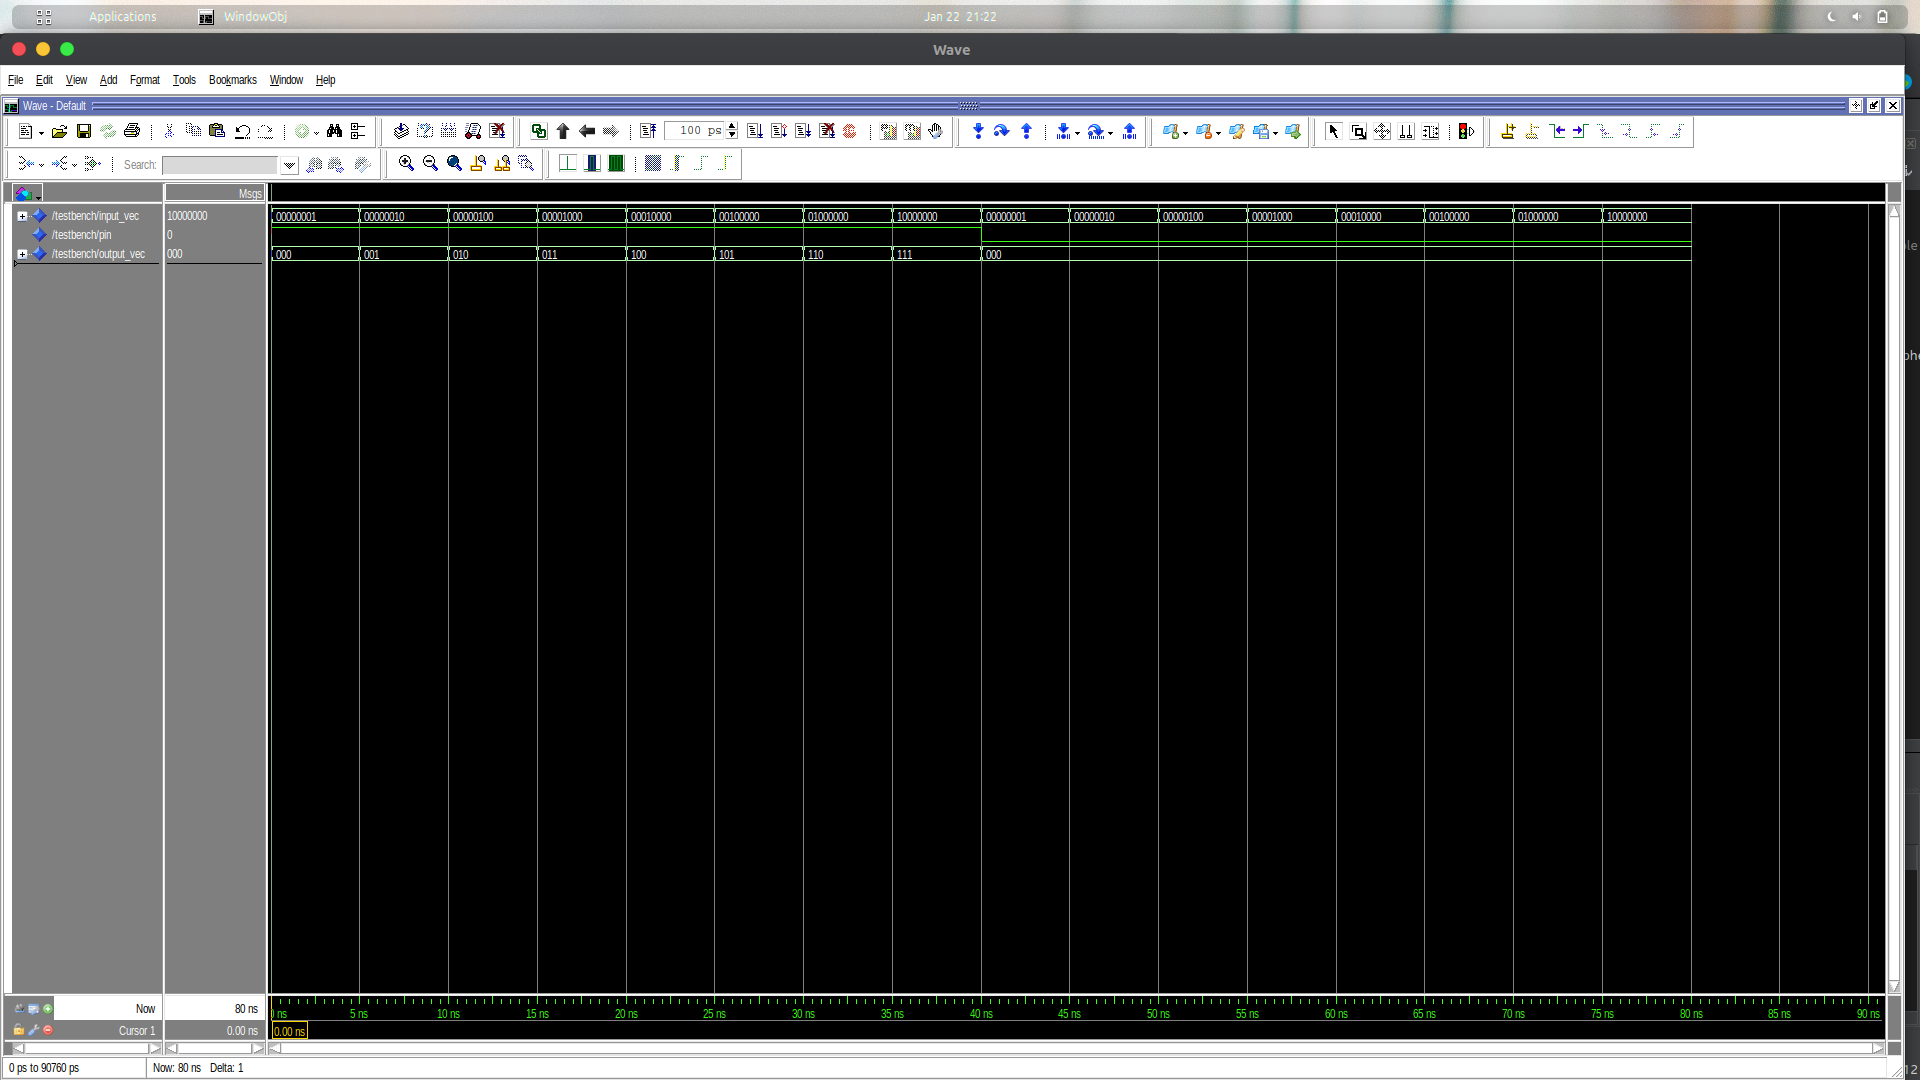 Applications WindowObj Jan 22 21:22
Wave
File Edit View Add Format Tools Bookmarks Window Help
Wave - Default
100 ps
Search:
Msgs
/testbench/input_vec 10000000 00000001 00000010 00000100 00001000 00010000 00100000 01000000 10000000 00000001 00000010 00000100 00001000 00010000 00100000 01000000 10000000
/testbench/pin 0
/testbench/output_vec 000 000 001 010 011 100 101 110 111 000
Now 80 ns 5 ns 10 ns 15 ns 20 ns 25 ns 30 ns 35 ns 40 ns 45 ns 50 ns 55 ns 60 ns 65 ns 70 ns 75 ns 80 ns 85 ns 90 ns
Cursor 1 0.00 ns 0.00 ns
0 ps to 90760 ps Now: 80 ns Delta: 1